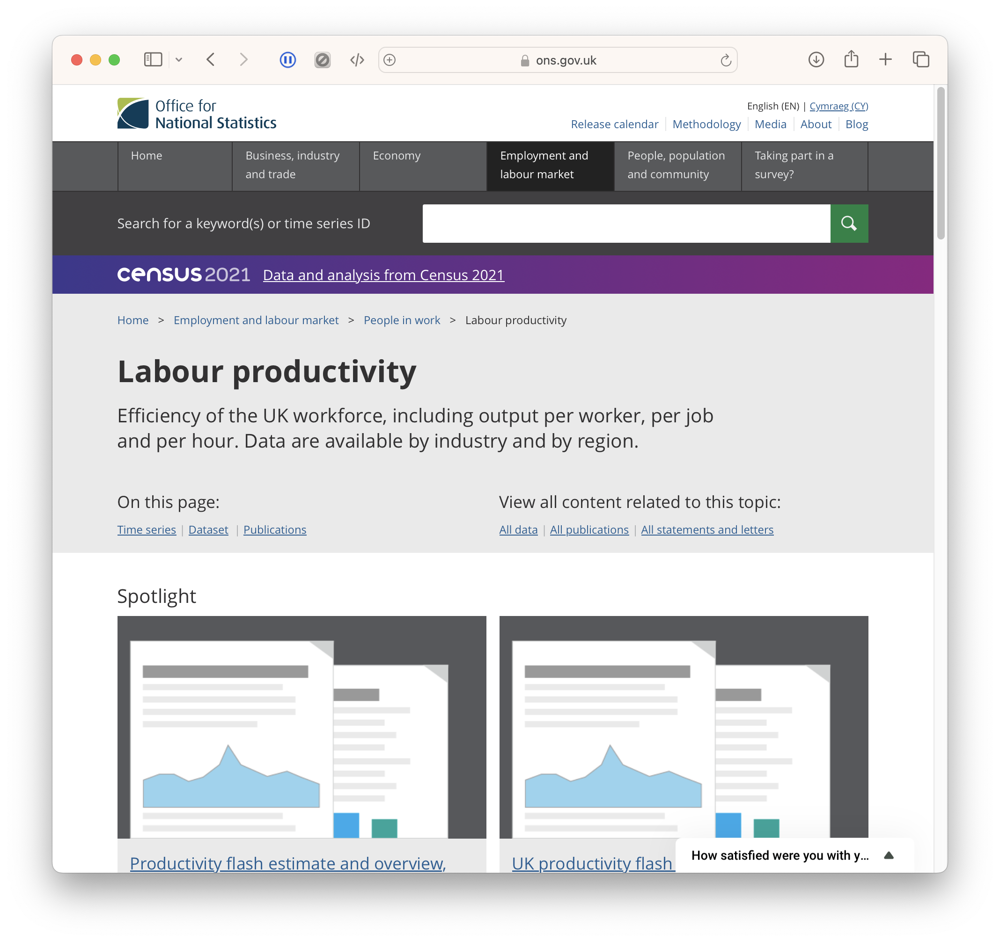 ons.gov.uk
Office for
National Statistics
English (EN) | Cymraeg (CY)
Release calendar
Methodology
Media
About
Blog
Home
Business, industry
and trade
Economy
Employment and
labour market
People, population
and community
Taking part in a
survey?
Search for a keyword(s) or time series ID
census 2021 Data and analysis from Census 2021
Home > Employment and labour market > People in work > Labour productivity
Labour productivity
Efficiency of the UK workforce, including output per worker, per job
and per hour. Data are available by industry and by region.
On this page:
Time series | Dataset | Publications
View all content related to this topic:
All data | All publications | All statements and letters
Spotlight
Productivity flash estimate and overview,
UK productivity flash
How satisfied were you with y...